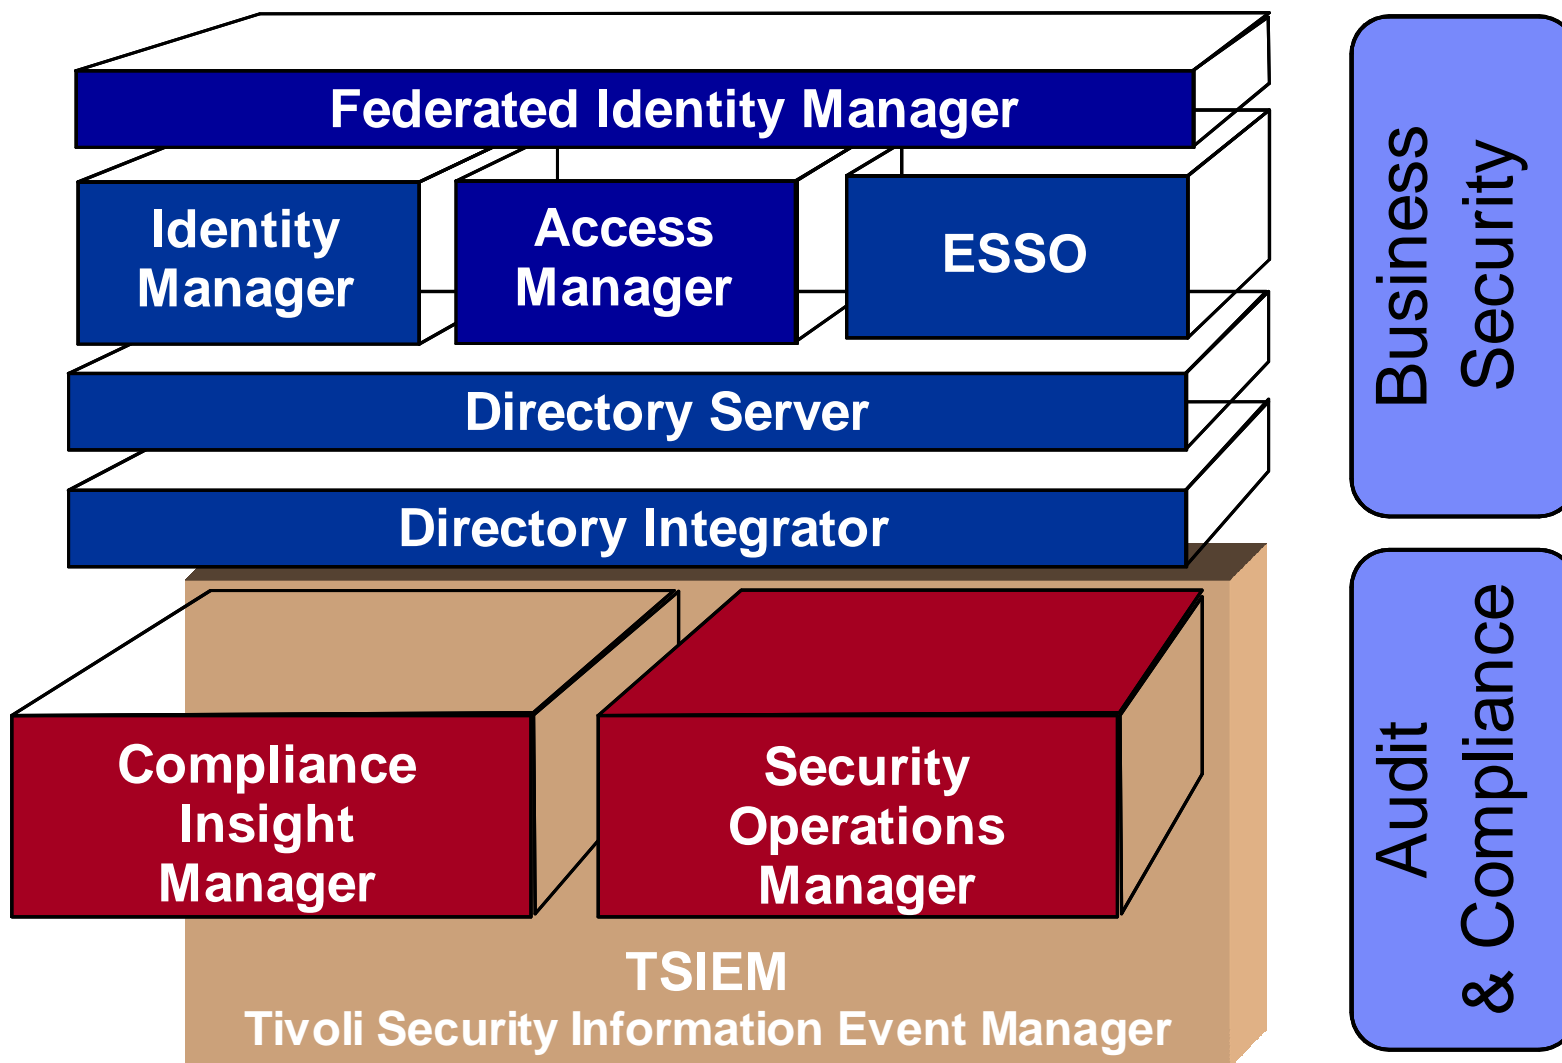 Federated Identity Manager
Identity
Manager
Access
Manager
ESSO
Directory Server
Directory Integrator
Compliance
Insight
Manager
Security
Operations
Manager
TSIEM
Tivoli Security Information Event Manager
Business
Security
Audit
& Compliance